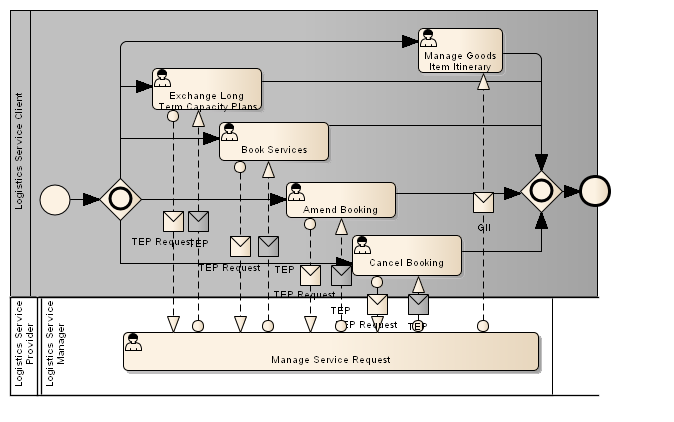 Manage Goods
Item Itinerary
Exchange Long
Term Capacity Plans
Book Services
Logistics Service Client
Amend Booking
GII
TEP Request
TEP
Cancel Booking
TEP Request
TEP
TEP Request
TEP
TEP Request
TEP
Logistics Service
Provider
Logistics Service
Manager
Manage Service Request